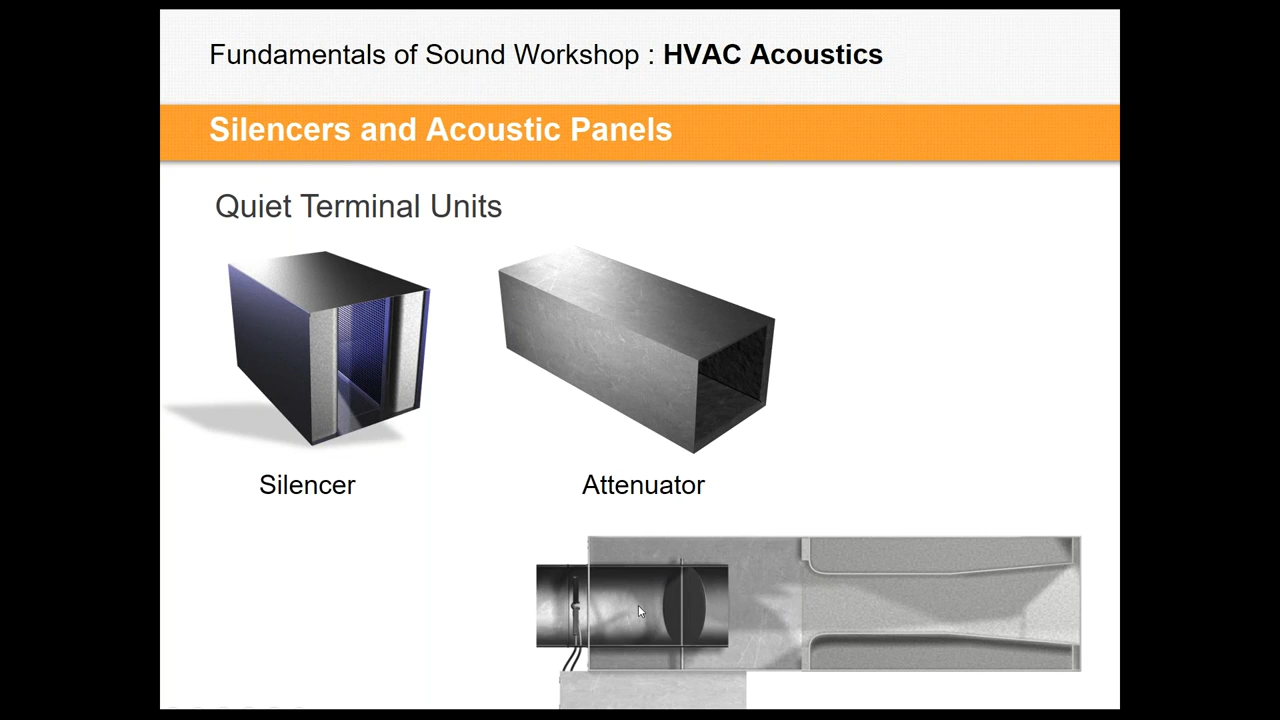 Fundamentals of Sound Workshop : HVAC Acoustics
Silencers and Acoustic Panels
Quiet Terminal Units
Silencer
Attenuator